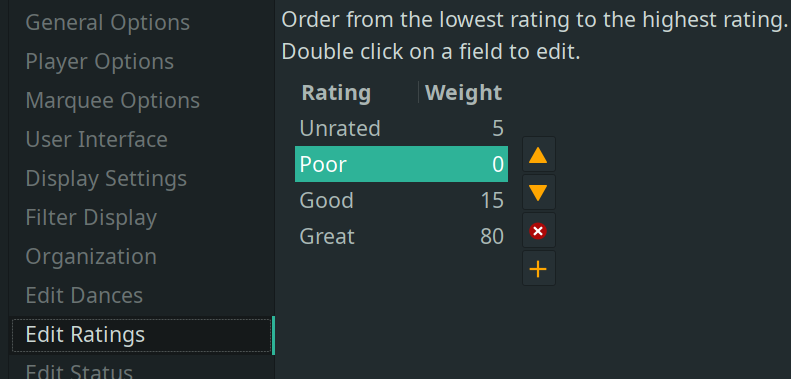 General Options
Player Options
Marquee Options
User Interface
Display Settings
Filter Display
Organization
Edit Dances
Edit Ratings
Edit Status
Order from the lowest rating to the highest rating.
Double click on a field to edit.
Rating Weight
Unrated 5
Poor 0
Good 15
Great 80